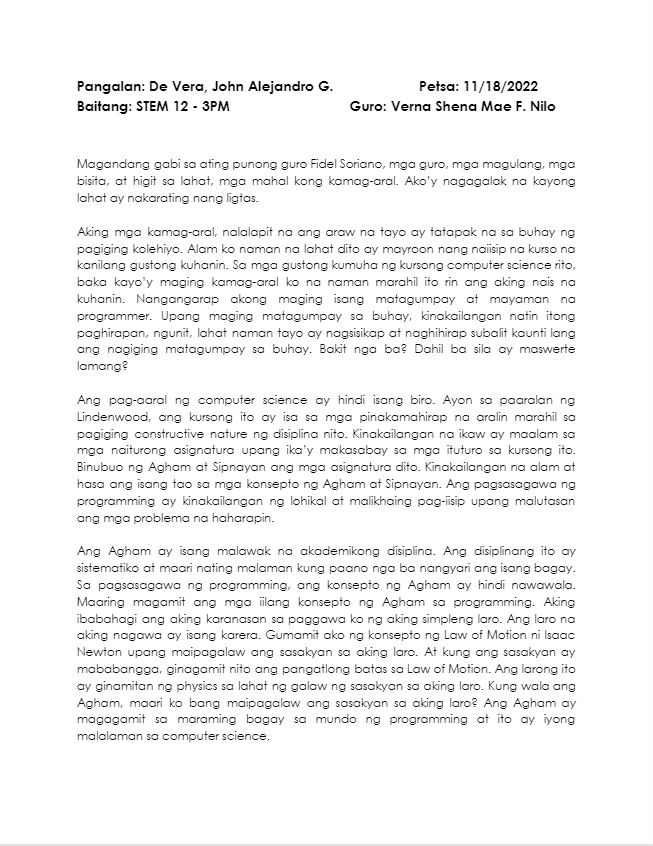 Pangalan: De Vera, John Alejandro G. Petsa: 11/18/2022
Baitang: STEM 12 - 3PM Guro: Verna Shena Mae F. Nilo
Magandang gabi sa ating punong guro Fidel Soriano, mga guro, mga magulang, mga
bisita, at higit sa lahat, mga mahal kong kamag-aral. Ako'y nagagalak na kayong
lahat ay nakarating nang ligtas.
Aking mga kamag-aral, nalalapit na ang araw na tayo ay tatapak na sa buhay ng
pagiging kolehiyo. Alam ko naman na lahat dito ay mayroon nang naiisip na kurso na
kanilang gustong kuhanin. Sa mga gustong kumuha ng kursong computer science rito,
baka kayo'y maging kamag-aral ko na naman marahil ito rin ang aking nais na
kuhanin. Nangangarap akong maging isang matagumpay at mayaman na
programmer. Upang maging matagumpay sa buhay, kinakailangan natin itong
paghirapan, ngunit, lahat naman tayo ay nagsisikap at naghihirap subalit kaunti lang
ang nagiging matagumpay sa buhay. Bakit nga ba? Dahil ba sila ay maswerte
lamang?
Ang pag-aaral ng computer science ay hindi isang biro. Ayon sa paaralan ng
Lindenwood, ang kursong ito ay isa sa mga pinakamahirap na aralin marahil sa
pagiging constructive nature ng disiplina nito. Kinakailangan na ikaw ay maalam sa
mga naiturong asignatura upang ika'y makasabay sa mga ituturo sa kursong ito.
Binubuo ng Agham at Sipnayan ang mga asignatura dito. Kinakailangan na alam at
hasa ang isang tao sa mga konsepto ng Agham at Sipnayan. Ang pagsasagawa ng
programming ay kinakailangan ng lohikal at malikhaing pag-iisip upang malutasan
ang mga problema na haharapin.
Ang Agham ay isang malawak na akademikong disiplina. Ang disiplinang ito ay
sistematiko at maari nating malaman kung paano nga ba nangyari ang isang bagay.
Sa pagsasagawa ng programming, ang konsepto ng Agham ay hindi nawawala.
Maaring magamit ang mga iilang konsepto ng Agham sa programming. Aking
ibabahagi ang aking karanasan sa paggawa ko ng aking simpleng laro. Ang laro na
aking nagawa ay isang karera. Gumamit ako ng konsepto ng Law of Motion ni Isaac
Newton upang maipagalaw ang sasakyan sa aking laro. At kung ang sasakyan ay
mababangga, ginagamit nito ang pangatlong batas sa Law of Motion. Ang larong ito
ay ginamitan ng physics sa lahat ng galaw ng sasakyan sa aking laro. Kung wala ang
Agham, maari ko bang maipagalaw ang sasakyan sa aking laro? Ang Agham ay
magagamit sa maraming bagay sa mundo ng programming at ito ay iyong
malalaman sa computer science.